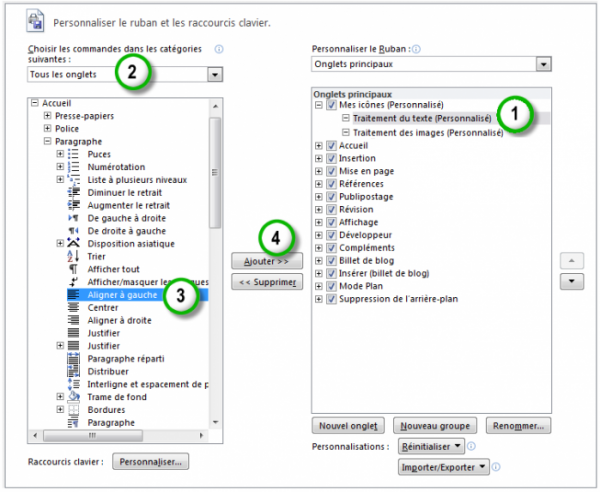 Personnaliser le ruban et les raccourcis clavier.
Choisir les commandes dans les catégories
suivantes :
Tous les onglets
2
Accueil
Presse-papiers
Police
Paragraphe
Puces
Numérotation
Liste à plusieurs niveaux
Diminuer le retrait
Augmenter le retrait
De gauche à droite
De droite à gauche
Disposition asiatique
Trier
Afficher tout
Afficher/masquer les
Aligner à gauche
3
Centrer
Aligner à droite
Justifier
Justifier
Paragraphe réparti
Distribuer
Interligne et espacement de p
Trame de fond
Bordures
Paragraphe
Raccourcis clavier :
Personnaliser...
4
Ajouter >>
<< Supprimer
Personnaliser le Ruban :
Onglets principaux
Onglets principaux
Mes icônes (Personnalisé)
Traitement du texte (Personnalisé)
1
Traitement des images (Personnalisé)
Accueil
Insertion
Mise en page
Références
Publipostage
Révision
Affichage
Développeur
Compléments
Billet de blog
Insérer (billet de blog)
Mode Plan
Suppression de l'arrière-plan
Nouvel onglet
Nouveau groupe
Renommer...
Personnalisations :
Réinitialiser
Importer/Exporter